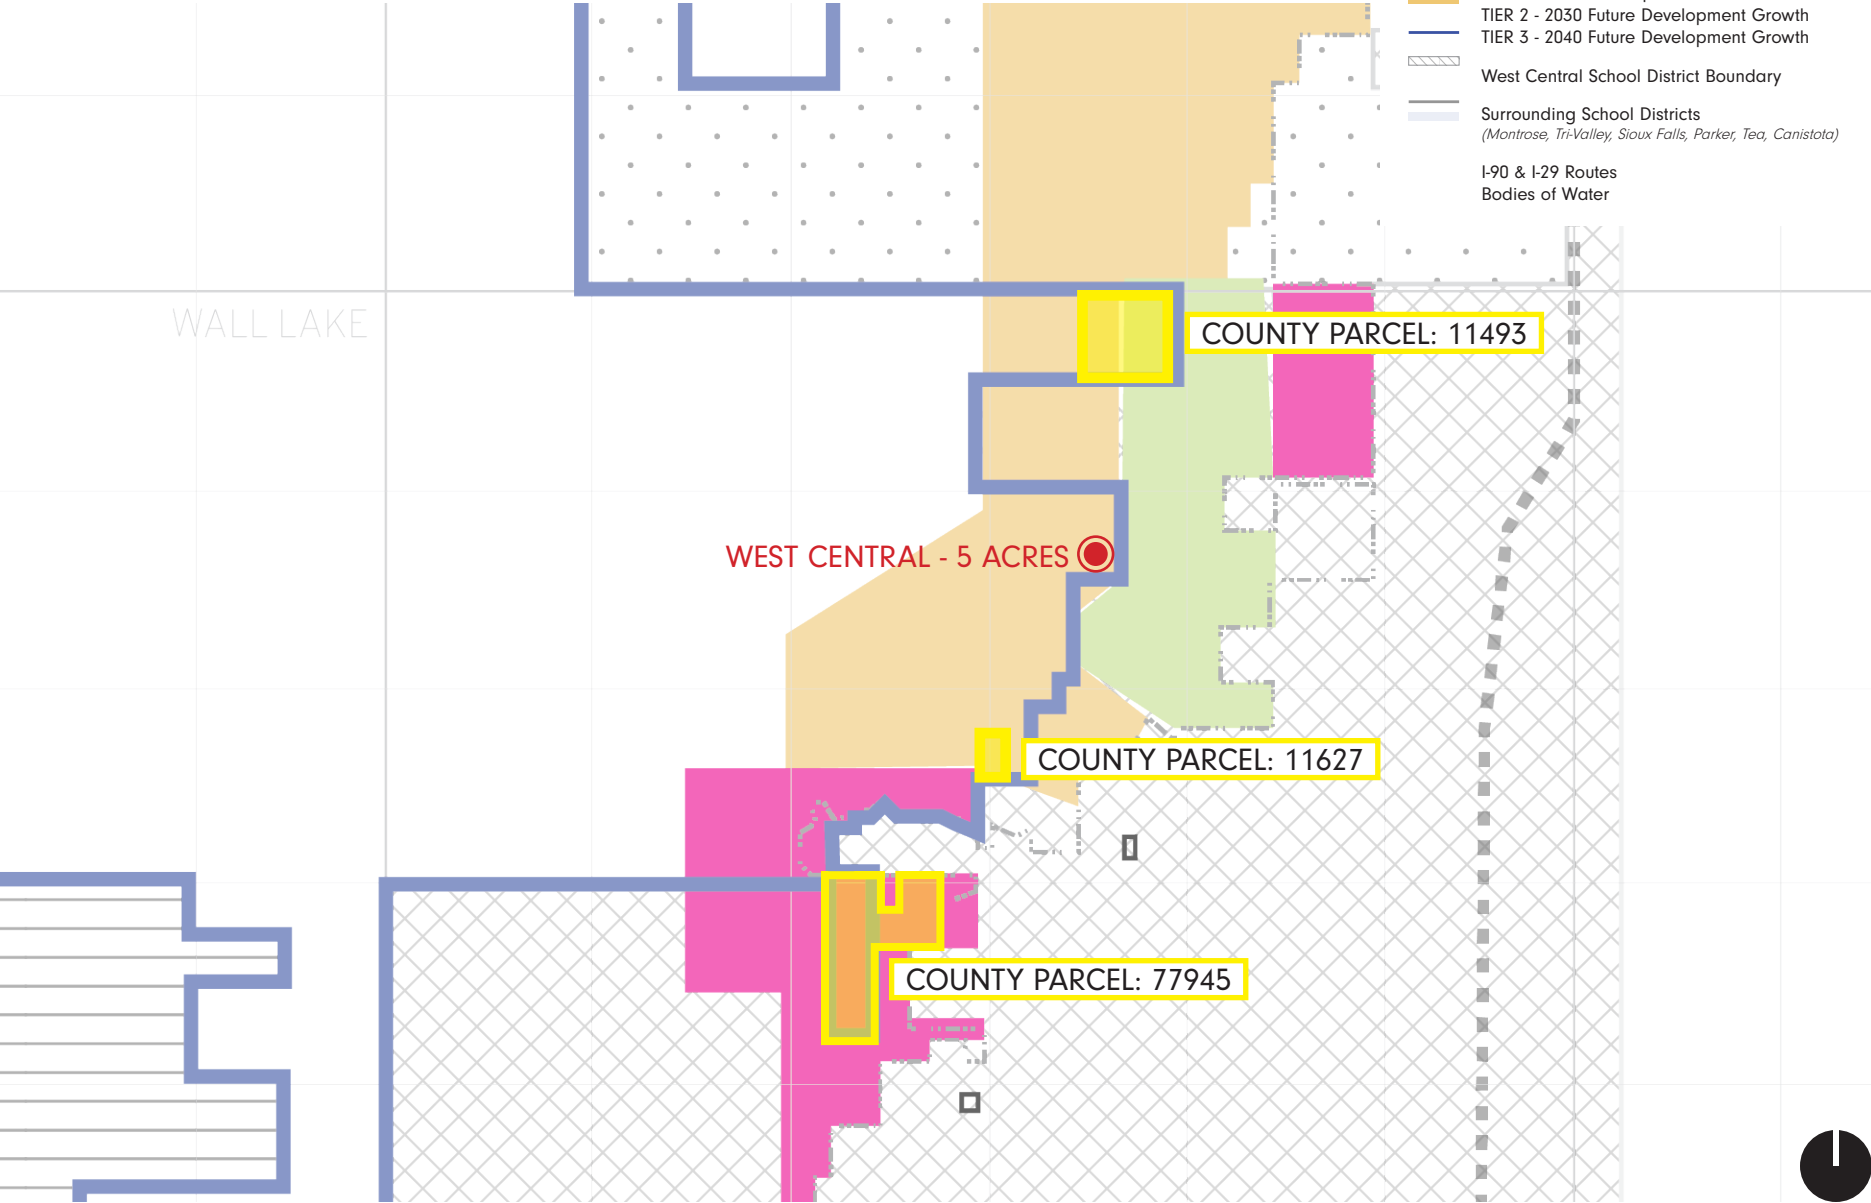 TIER 2 - 2030 Future Development Growth
TIER 3 - 2040 Future Development Growth
West Central School District Boundary
Surrounding School Districts
(Montrose, Tri-Valley, Sioux Falls, Parker, Tea, Canistota)
I-90 & I-29 Routes
Bodies of Water
WALL LAKE
COUNTY PARCEL: 11493
WEST CENTRAL - 5 ACRES
COUNTY PARCEL: 11627
COUNTY PARCEL: 77945